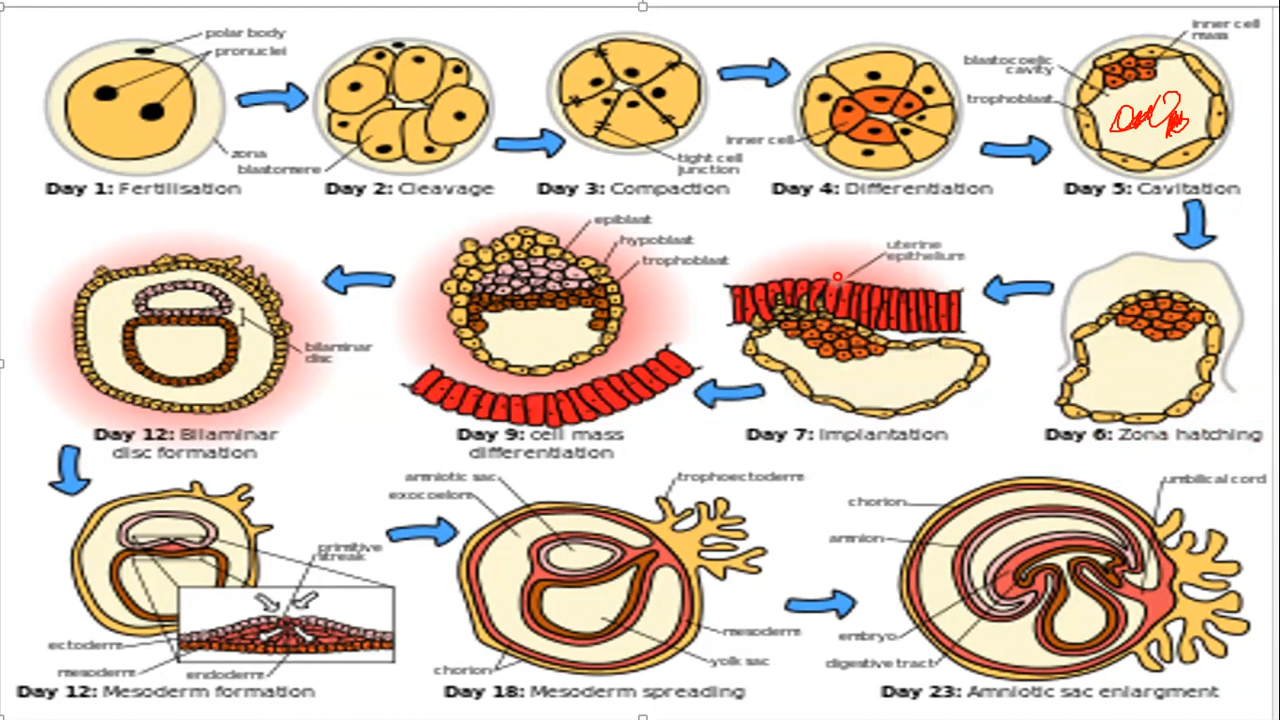 polar body
pronuclei
zona
Day 1: Fertilisation
blastomere
Day 2: Cleavage
tight cell
junction
Day 3: Compaction
inner cell
Day 4: Differentiation
inner cell
mass
blastocoelic
cavity
trophoblast
Day 5: Cavitation
bilaminar
disc
Day 12: Bilaminar
disc formation
epiblast
hypoblast
trophoblast
Day 9: cell mass
differentiation
uterine
epithelium
Day 7: Implantation
Day 6: Zona hatching
primitive
streak
ectoderm
mesoderm
endoderm
Day 12: Mesoderm formation
amniotic sac
exocoelom
trophoectoderm
mesoderm
yolk sac
chorion
Day 18: Mesoderm spreading
umbilical cord
chorion
amnion
embryo
digestive tract
Day 23: Amniotic sac enlargment